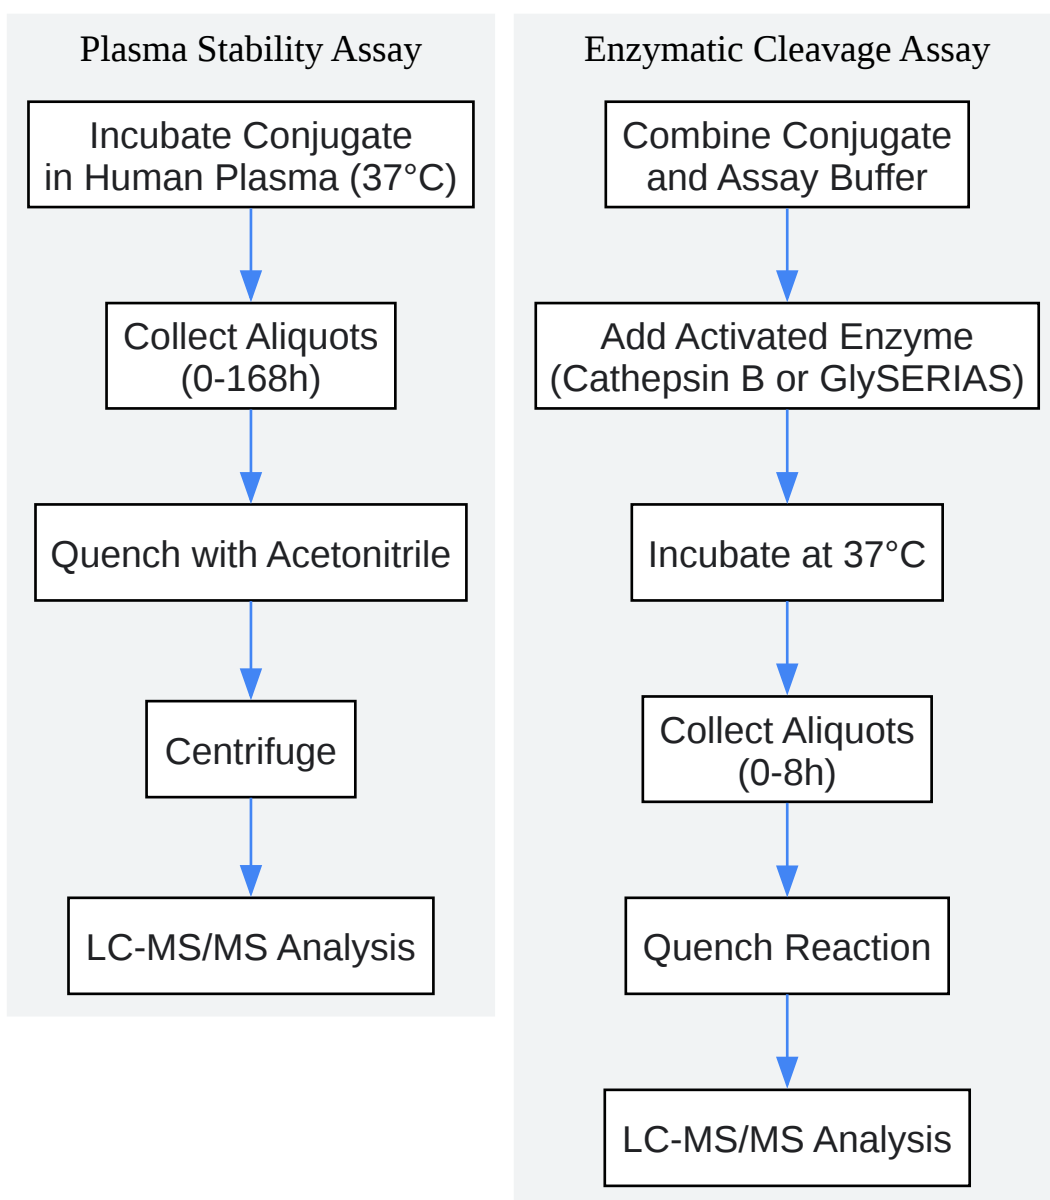 Plasma Stability Assay
Incubate Conjugate
in Human Plasma (37°C)
Collect Aliquots
(0-168h)
Quench with Acetonitrile
Centrifuge
LC-MS/MS Analysis
Enzymatic Cleavage Assay
Combine Conjugate
and Assay Buffer
Add Activated Enzyme
(Cathepsin B or GlySERIAS)
Incubate at 37°C
Collect Aliquots
(0-8h)
Quench Reaction
LC-MS/MS Analysis